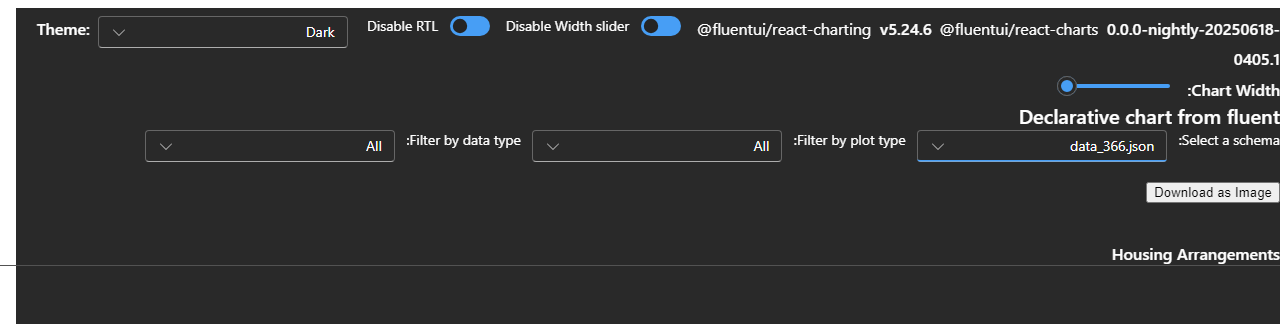 Theme: Dark Disable RTL Disable Width slider @fluentui/react-charting v5.24.6 @fluentui/react-charts 0.0.0-nightly-20250618-
0405.1
:Chart Width
Declarative chart from fluent
:Select a schema data_366.json :Filter by plot type All :Filter by data type All
Download as Image
Housing Arrangements